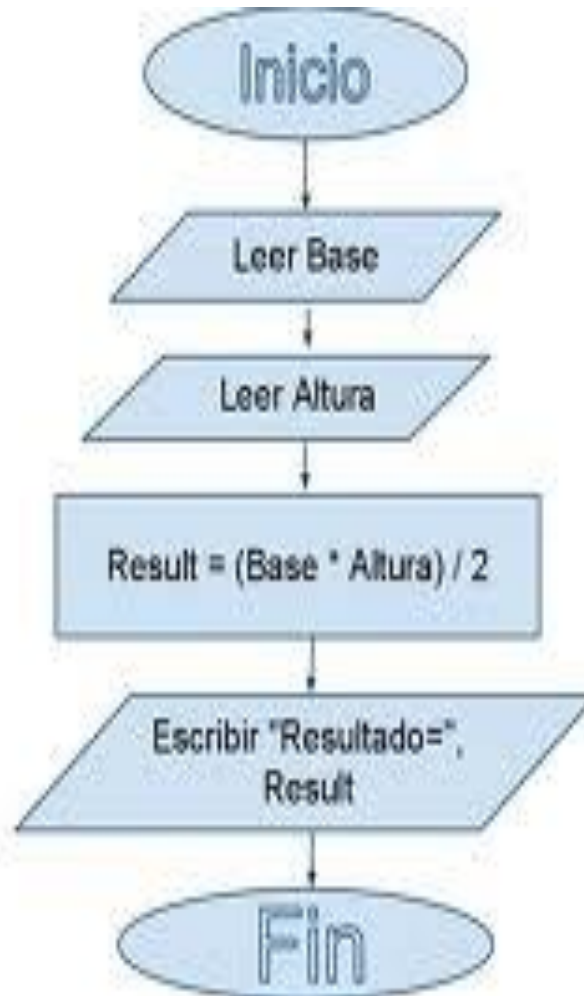 Inicio
Leer Base
Leer Altura
Result = (Base * Altura) / 2
Escribir "Resultado=",
Result
Fin